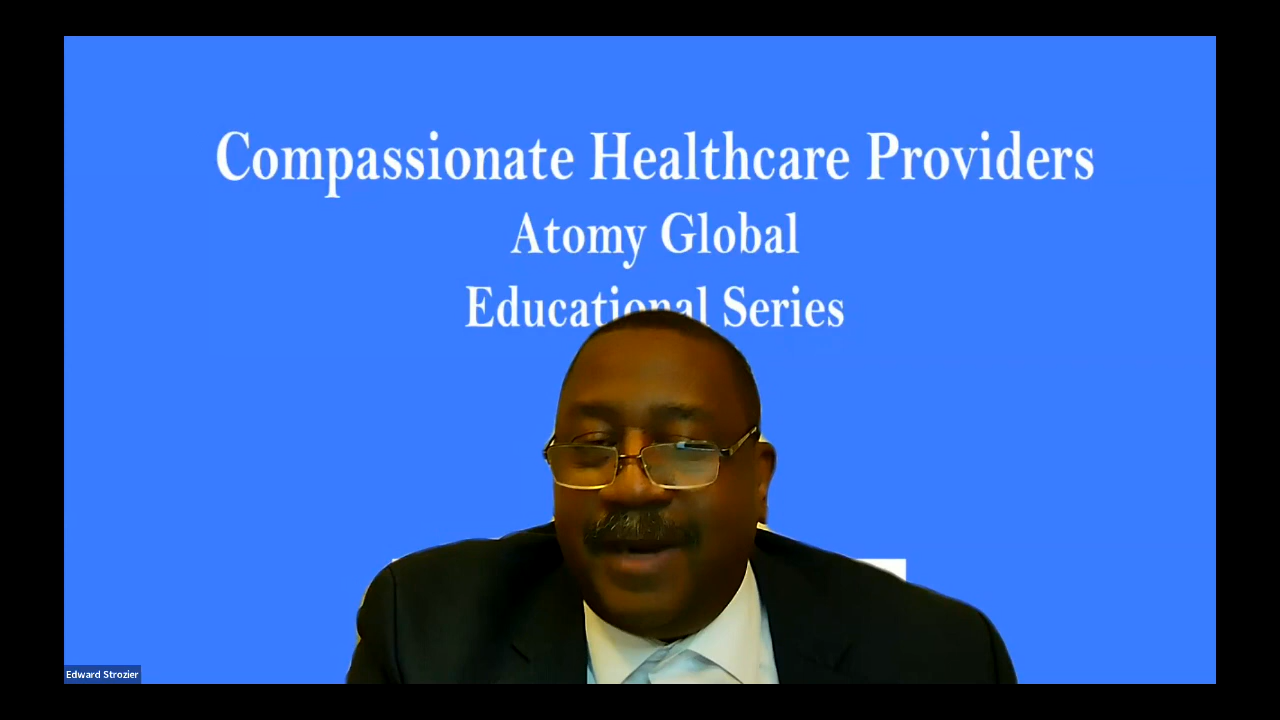 Compassionate Healthcare Providers
Atomy Global
Educational Series
Edward Strozier